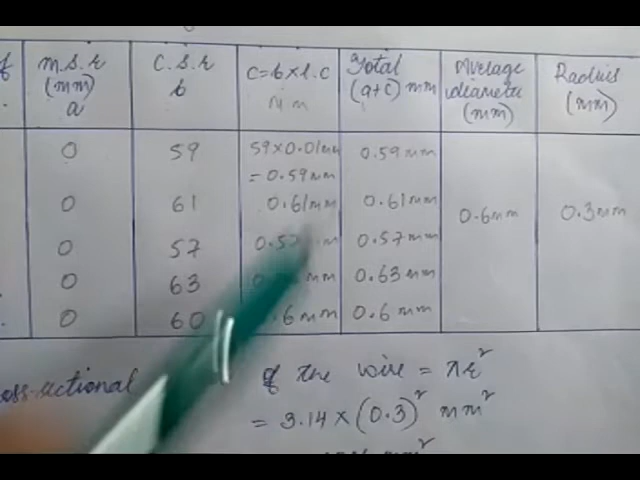 m.s.r c.s.r c=b×l.c Total Average Radius
(mm) b mm (a+c) mm diameter (mm)
a (mm)
0 59 59×0.01mm 0.59mm
=0.59mm
0 61 0.61mm 0.61mm 0.6mm 0.3mm
0 57 0.57mm
0 63 mm 0.63mm
0 60 0.6mm
of the wire = πr²
= 3.14×(0.3)² mm²